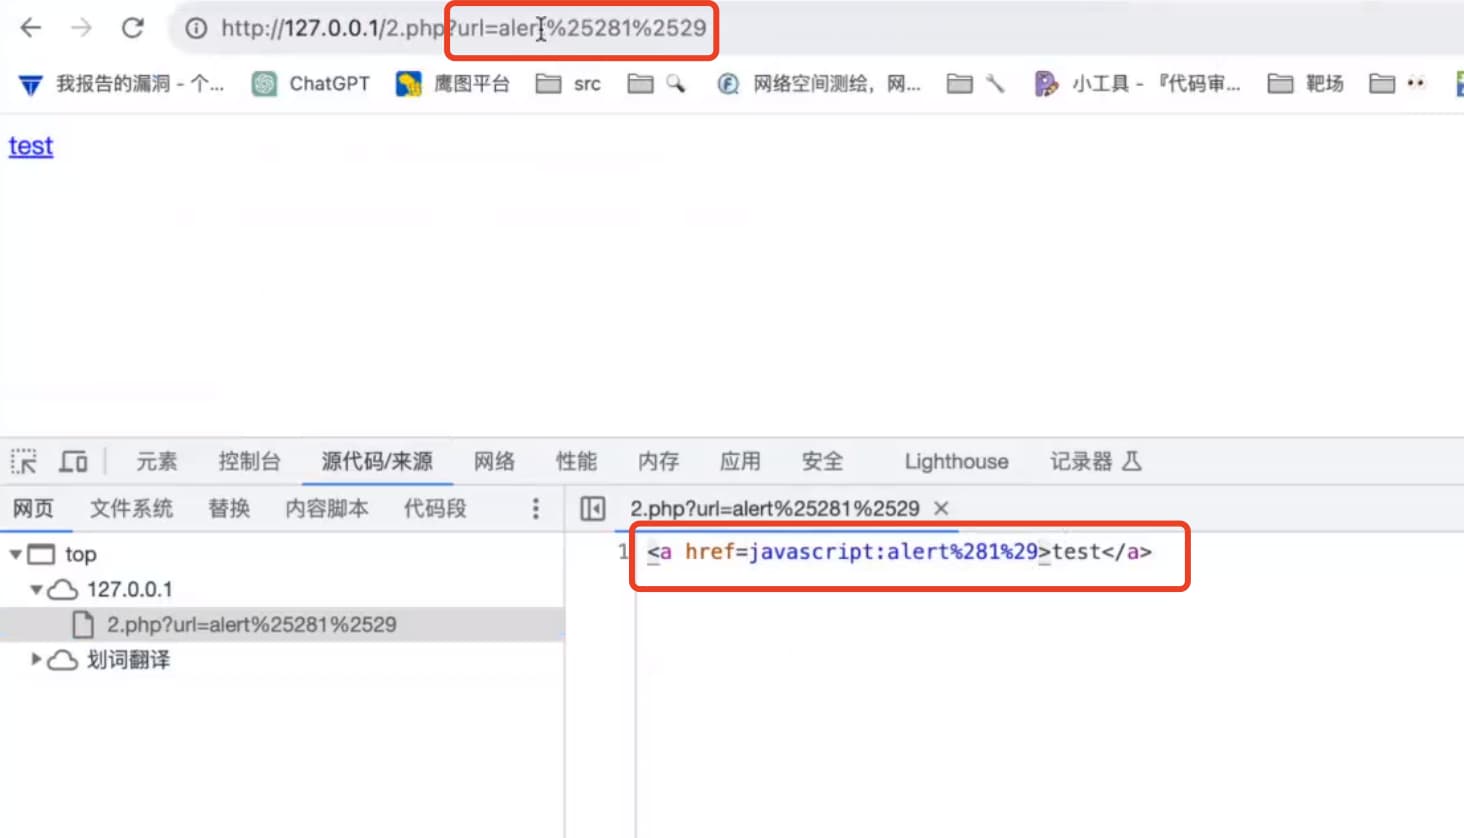 http://127.0.0.1/2.php?url=alert%25281%2529
我报告的漏洞 - 个... ChatGPT 鹰图平台 src 网络空间测绘，网... 小工具 - 『代码审... 靶场
test
元素 控制台 源代码/来源 网络 性能 内存 应用 安全 Lighthouse 记录器
网页 文件系统 替换 内容脚本 代码段 2.php?url=alert%25281%2529 ×
top
1 <a href=javascript:alert%281%29>test</a>
127.0.0.1
2.php?url=alert%25281%2529
划词翻译